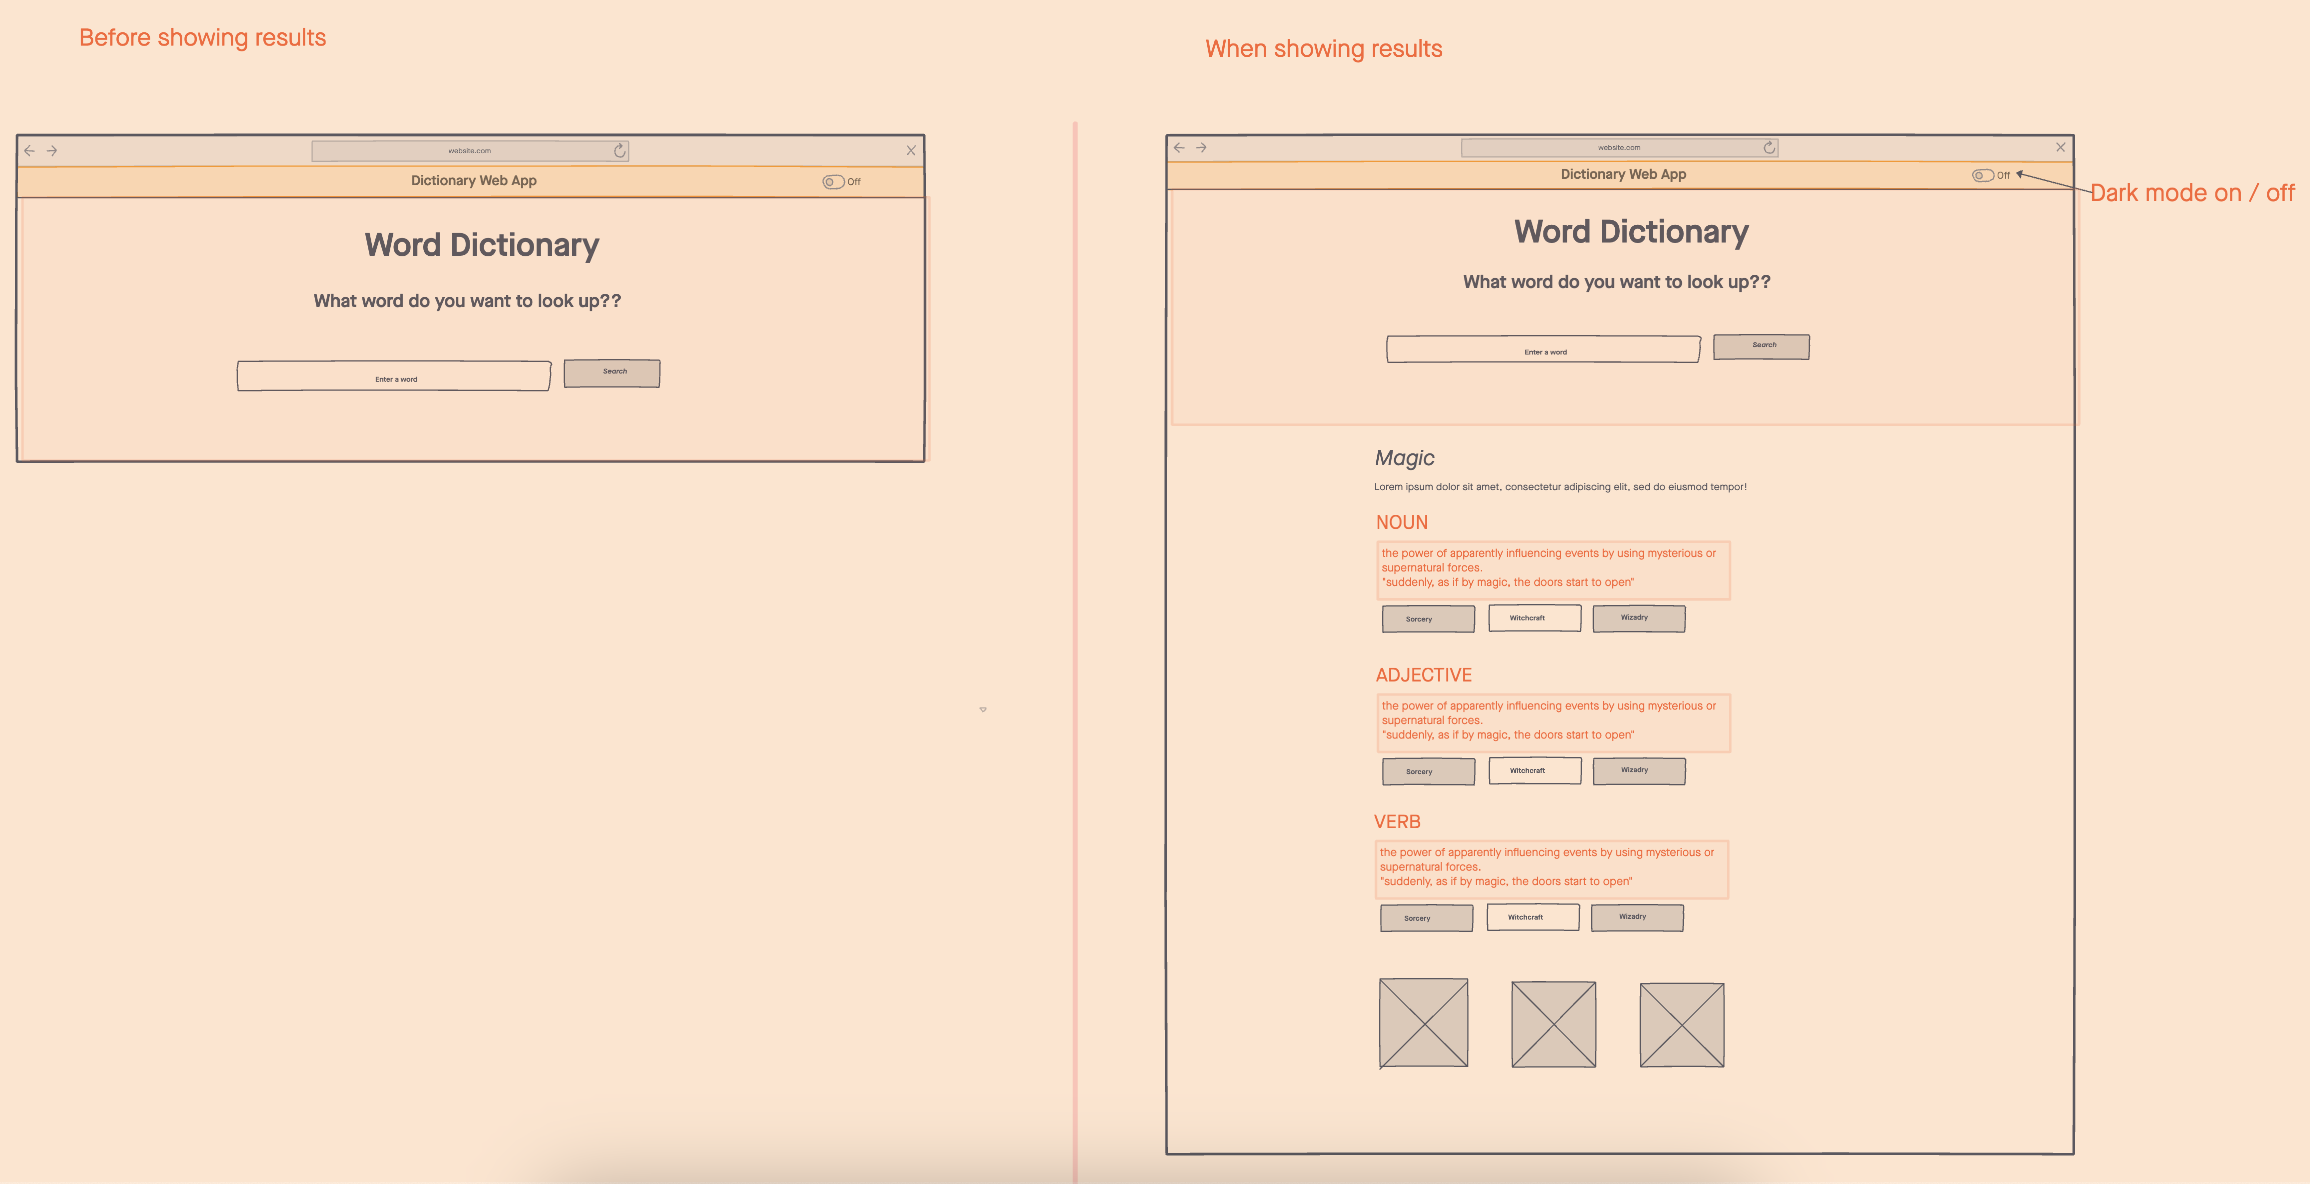 Before showing results
website.com
Dictionary Web App
Off
Word Dictionary
What word do you want to look up??
Enter a word
Search
When showing results
website.com
Dictionary Web App
Off
Dark mode on / off
Word Dictionary
What word do you want to look up??
Enter a word
Search
Magic
Lorem ipsum dolor sit amet, consectetur adipiscing elit, sed do eiusmod tempor!
NOUN
the power of apparently influencing events by using mysterious or
supernatural forces.
"suddenly, as if by magic, the doors start to open"
Sorcery
Witchcraft
Wizadry
ADJECTIVE
the power of apparently influencing events by using mysterious or
supernatural forces.
"suddenly, as if by magic, the doors start to open"
Sorcery
Witchcraft
Wizadry
VERB
the power of apparently influencing events by using mysterious or
supernatural forces.
"suddenly, as if by magic, the doors start to open"
Sorcery
Witchcraft
Wizadry